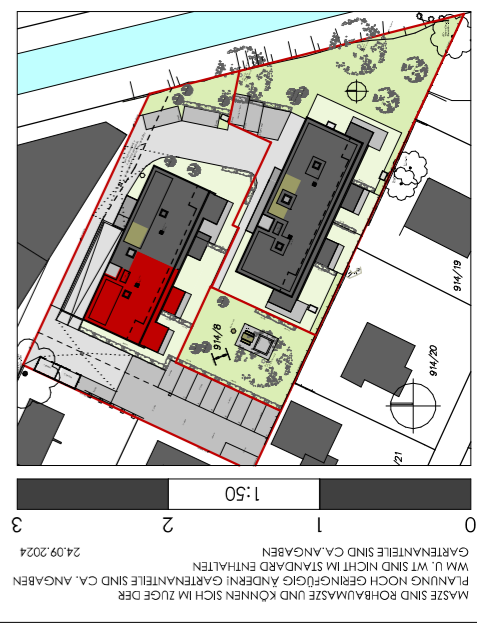 MASZE SIND ROHBAUMASZE UND KÖNNEN SICH IM ZUGE DER
PLANUNG NOCH GERINGFÜGIG ÄNDERN! GARTENANTEILE SIND CA. ANGABEN
WM U. WT SIND NICHT IM STANDARD ENTHALTEN
GARTENANTEILE SIND CA.ANGABEN 24.09.2024
0 1 2 3
1:50
/21
914/20
914/8
914/19